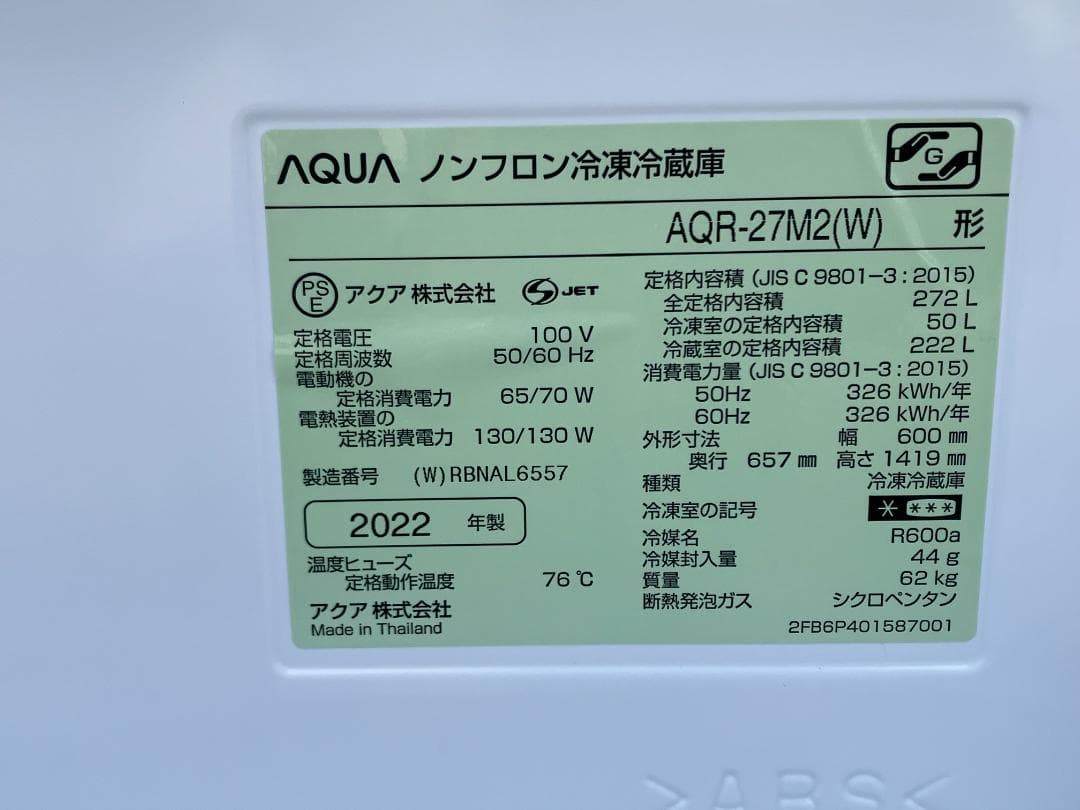 AQUA ノンフロン冷凍冷蔵庫
G
AQR-27M2(W) 形
PS
E
アクア 株式会社 S JET
定格電圧 100 V
定格周波数 50/60 Hz
電動機の
定格消費電力 65/70 W
電熱装置の
定格消費電力 130/130 W
製造番号 (W)RBNAL6557
2022 年製
温度ヒューズ
定格動作温度 76 ℃
アクア 株式会社
Made in Thailand
定格内容積 (JIS C 9801-3:2015)
全定格内容積 272 L
冷凍室の定格内容積 50 L
冷蔵室の定格内容積 222 L
消費電力量 (JIS C 9801-3:2015)
50Hz 326 kWh/年
60Hz 326 kWh/年
外形寸法 幅 600 mm
奥行 657 mm 高さ 1419 mm
種類 冷凍冷蔵庫
冷凍室の記号 * ***
冷媒名 R600a
冷媒封入量 44 g
質量 62 kg
断熱発泡ガス シクロペンタン
2FB6P401587001
>ABS<